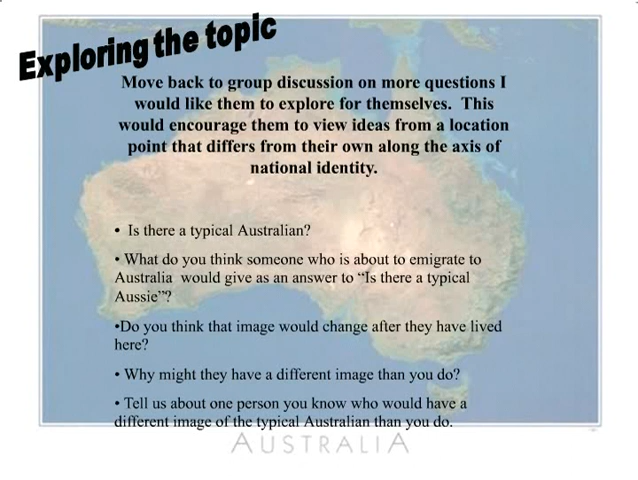 Exploring the topic
Move back to group discussion on more questions I
would like them to explore for themselves.  This
would encourage them to view ideas from a location
point that differs from their own along the axis of
national identity.
•  Is there a typical Australian?
• What do you think someone who is about to emigrate to
Australia  would give as an answer to “Is there a typical
Aussie”?
•Do you think that image would change after they have lived
here?
• Why might they have a different image than you do?
• Tell us about one person you know who would have a
different image of the typical Australian than you do.
AUSTRALIA